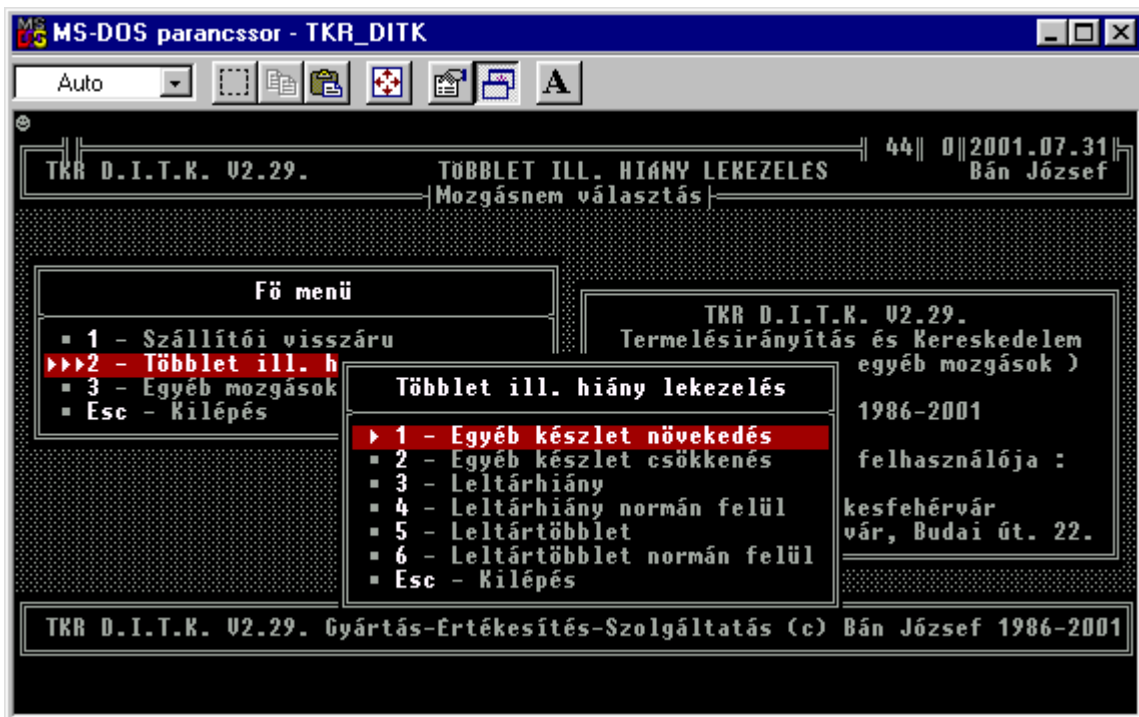 MS-DOS parancssor - TKR_DITK
Auto
A
44 0 2001.07.31
TKR D.I.T.K. V2.29. TÖBBLET ILL. HIÁNY LEKEZELÉS Bán József
Mozgásnem választás
Fö menü
1 - Szállítói visszáru
2 - Többlet ill. h
3 - Egyéb mozgások
Esc - Kilépés
TKR D.I.T.K. V2.29.
Termelésirányítás és Kereskedelem
egyéb mozgások )
1986-2001
felhasználója :
kesfehérvár
vár, Budai út. 22.
Többlet ill. hiány lekezelés
1 - Egyéb készlet növekedés
2 - Egyéb készlet csökkenés
3 - Leltárhiány
4 - Leltárhiány normán felül
5 - Leltártöbblet
6 - Leltártöbblet normán felül
Esc - Kilépés
TKR D.I.T.K. V2.29. Gyártás-Értékesítés-Szolgáltatás (c) Bán József 1986-2001